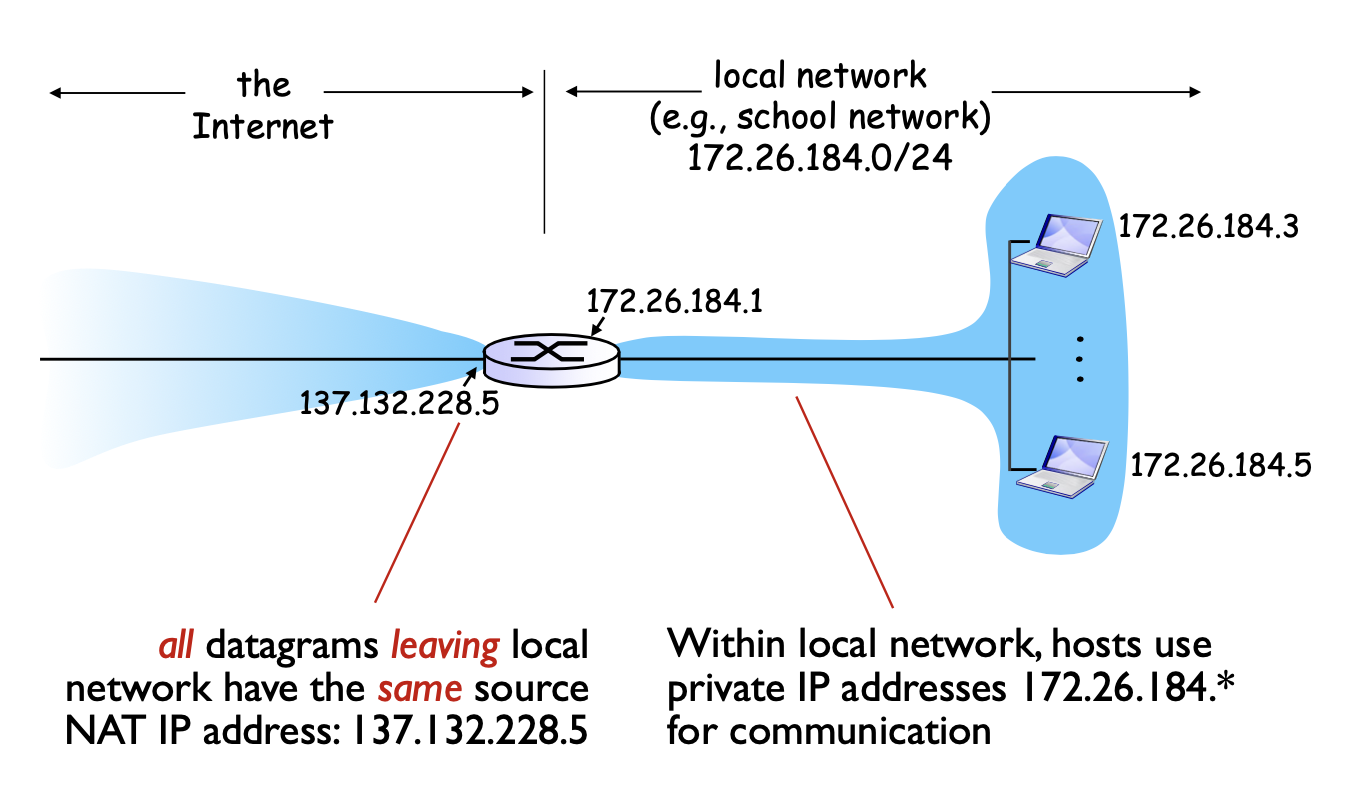 the
Internet
local network
(e.g., school network)
172.26.184.0/24
172.26.184.3
172.26.184.1
137.132.228.5
172.26.184.5
all datagrams leaving local
network have the same source
NAT IP address: 137.132.228.5
Within local network, hosts use
private IP addresses 172.26.184.*
for communication